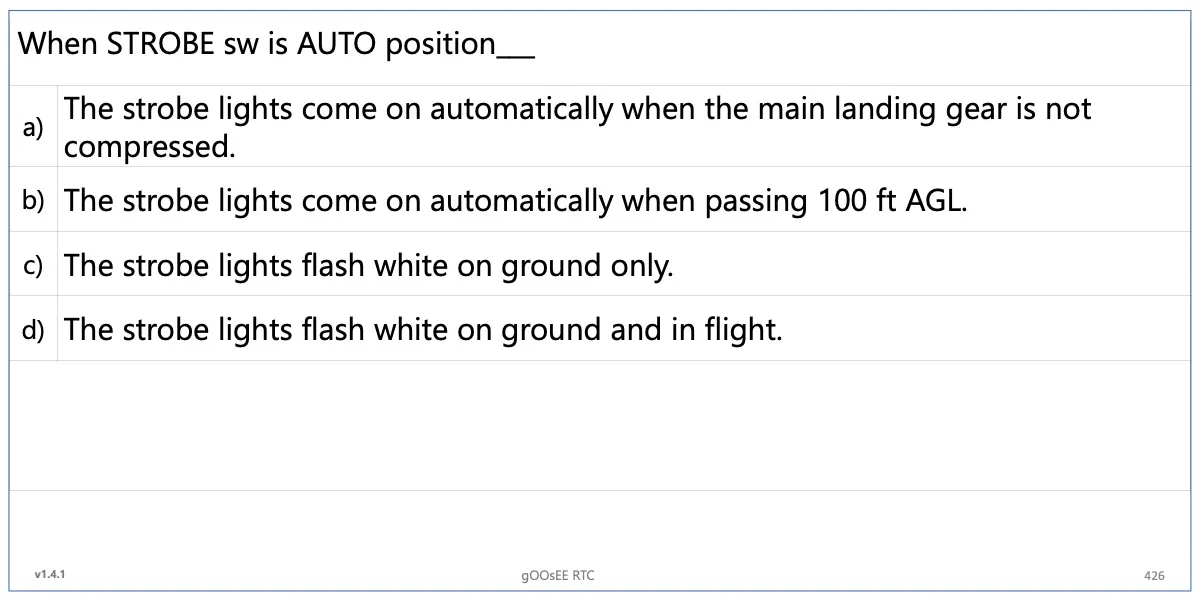 When STROBE sw is AUTO position___
a) The strobe lights come on automatically when the main landing gear is not
compressed.
b) The strobe lights come on automatically when passing 100 ft AGL.
c) The strobe lights flash white on ground only.
d) The strobe lights flash white on ground and in flight.
v1.4.1 gOOsEE RTC 426